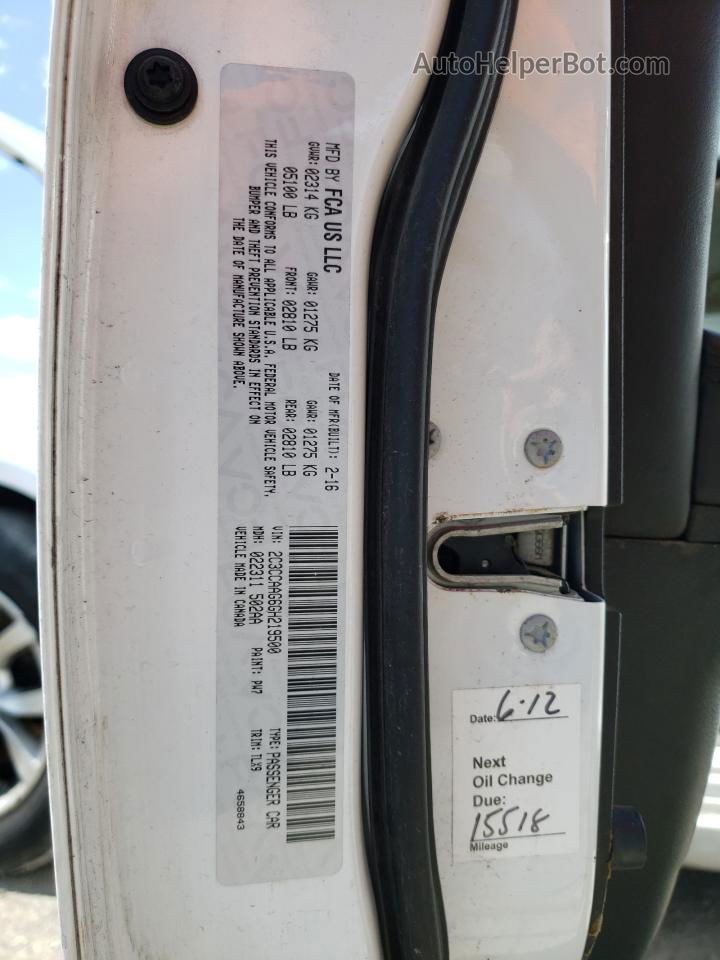 AutoHelperBot.com
MFD BY FCA US LLC DATE OF MFR(BUILT): 2-16
GVWR: 02314 KG GAWR: 01275 KG GAWR: 01275 KG
05100 LB FRONT: 02810 LB REAR: 02810 LB
THIS VEHICLE CONFORMS TO ALL APPLICABLE U.S.A. FEDERAL MOTOR VEHICLE SAFETY,
BUMPER AND THEFT PREVENTION STANDARDS IN EFFECT ON
THE DATE OF MANUFACTURE SHOWN ABOVE.
VIN: 2C3CCAAG6GH219500 TYPE: PASSENGER CAR
MDH: 022311 502AA PAINT: PW7 TRIM: TLX9
VEHICLE MADE IN CANADA 4658843
Date: 6-12
Next
Oil Change
Due:
15518
Mileage